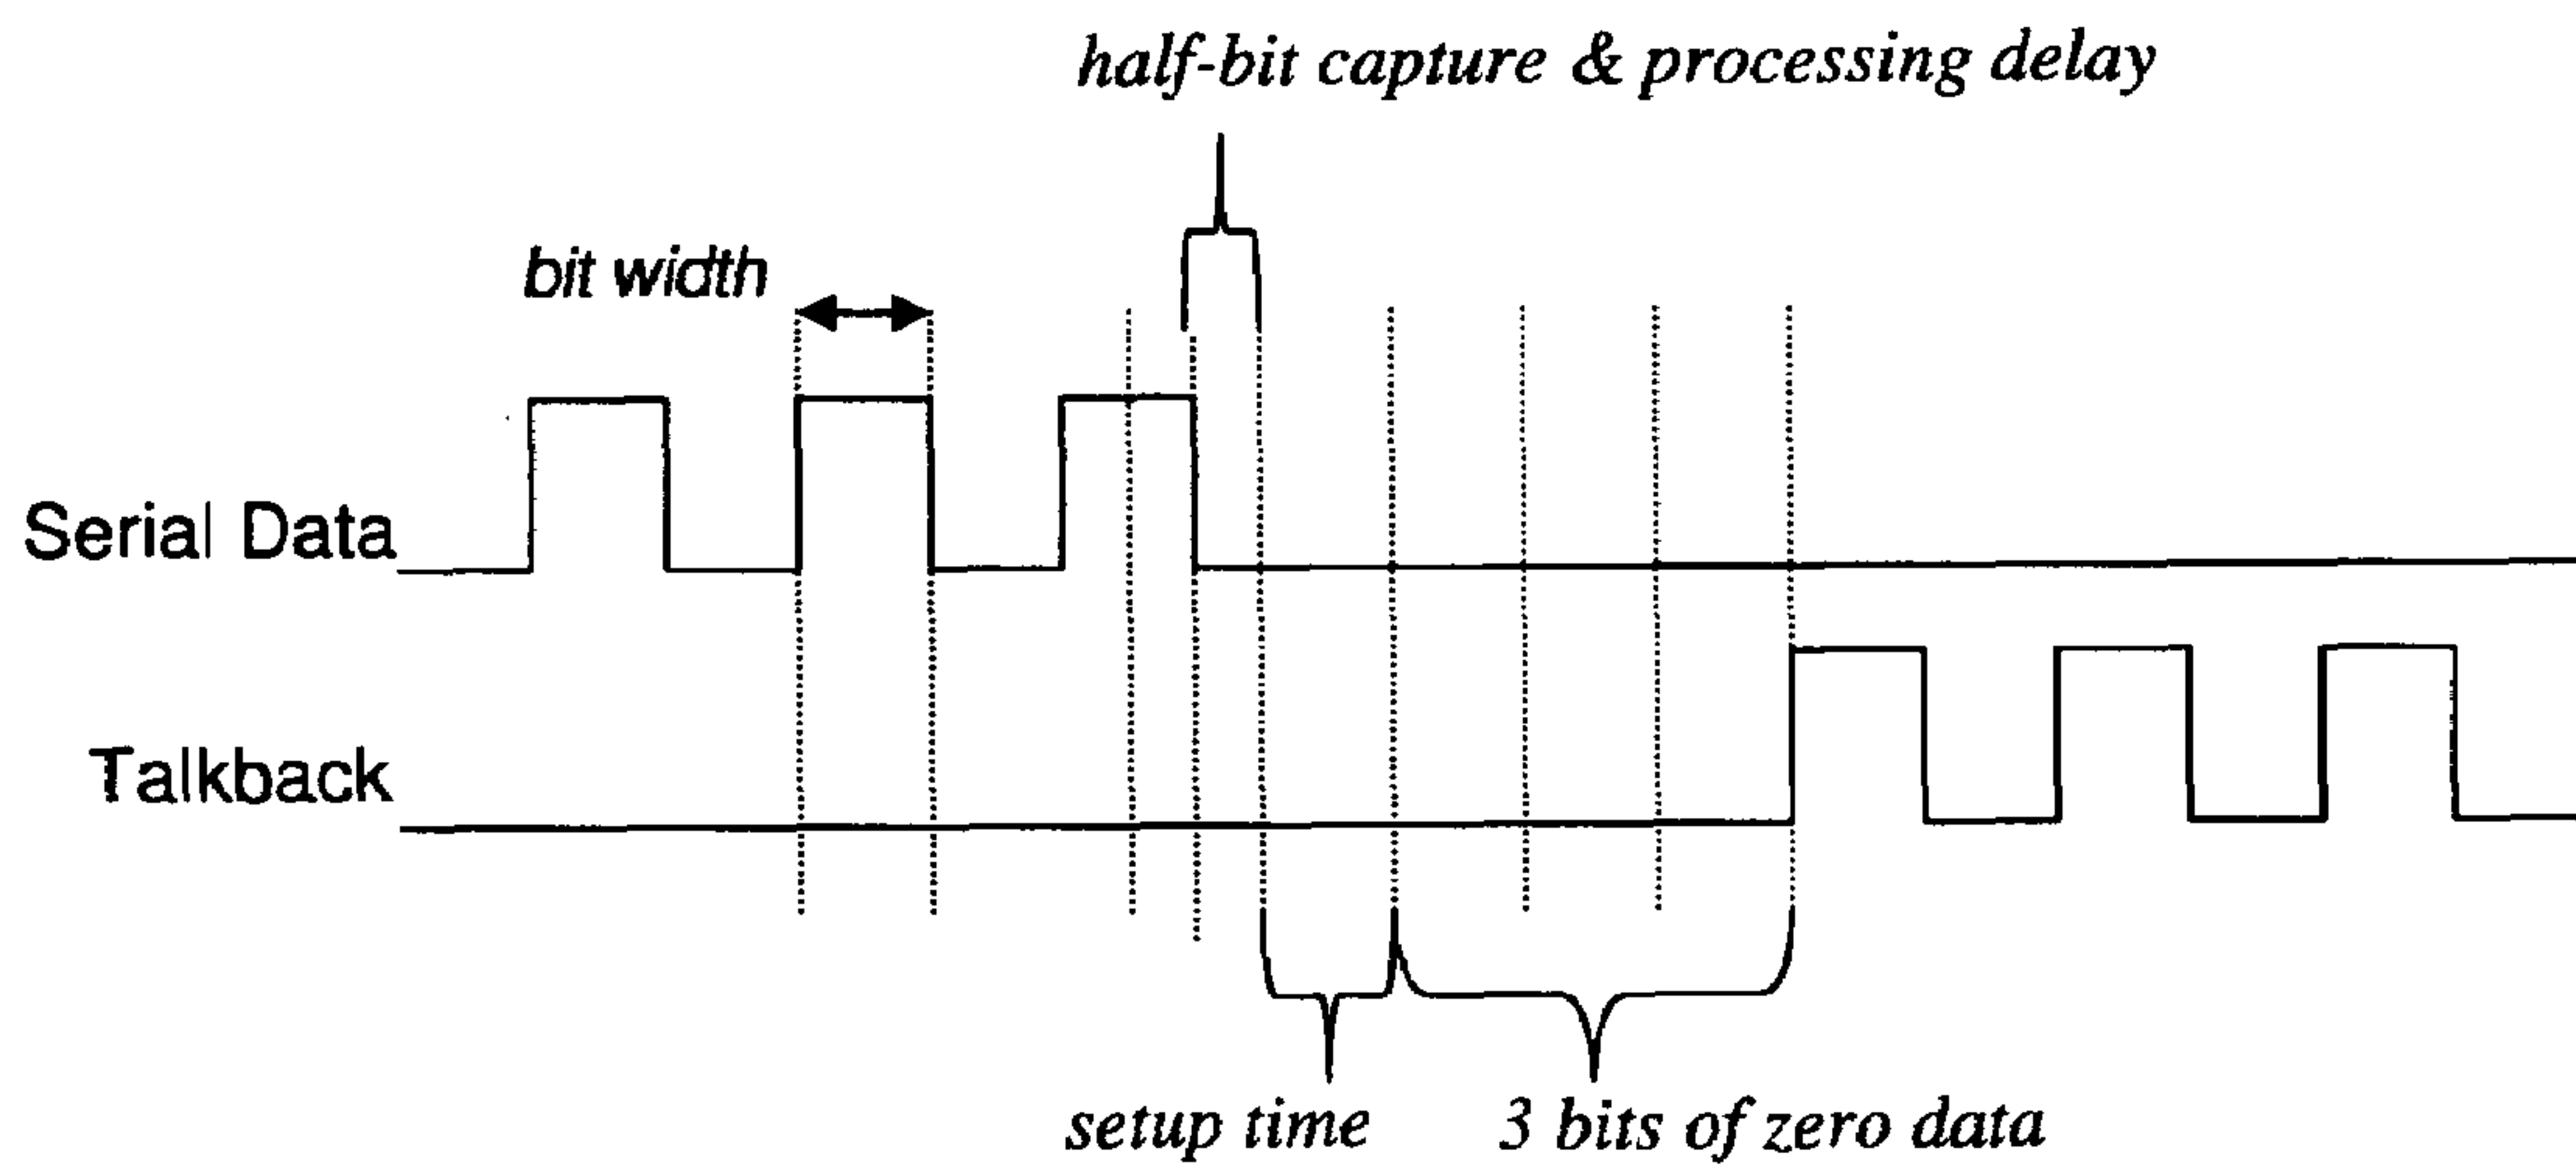 half-bit capture & processing delay
bit width
Serial Data
Talkback
setup time
3 bits of zero data